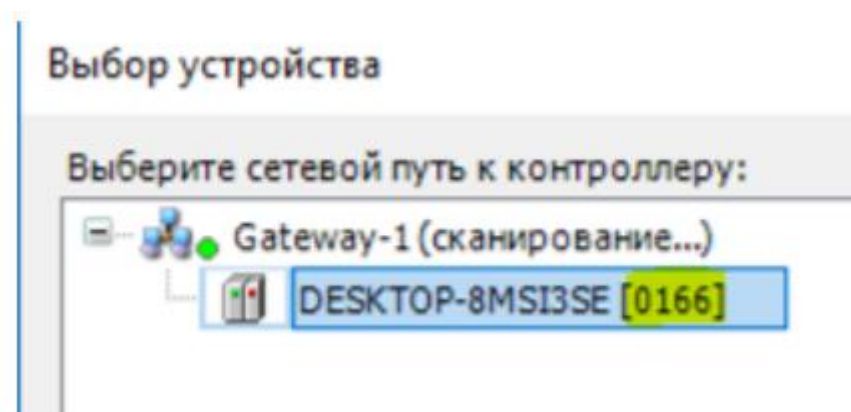 Выбор устройства
Выберите сетевой путь к контроллеру:
Gateway-1 (сканирование...)
DESKTOP-8MSI3SE [0166]